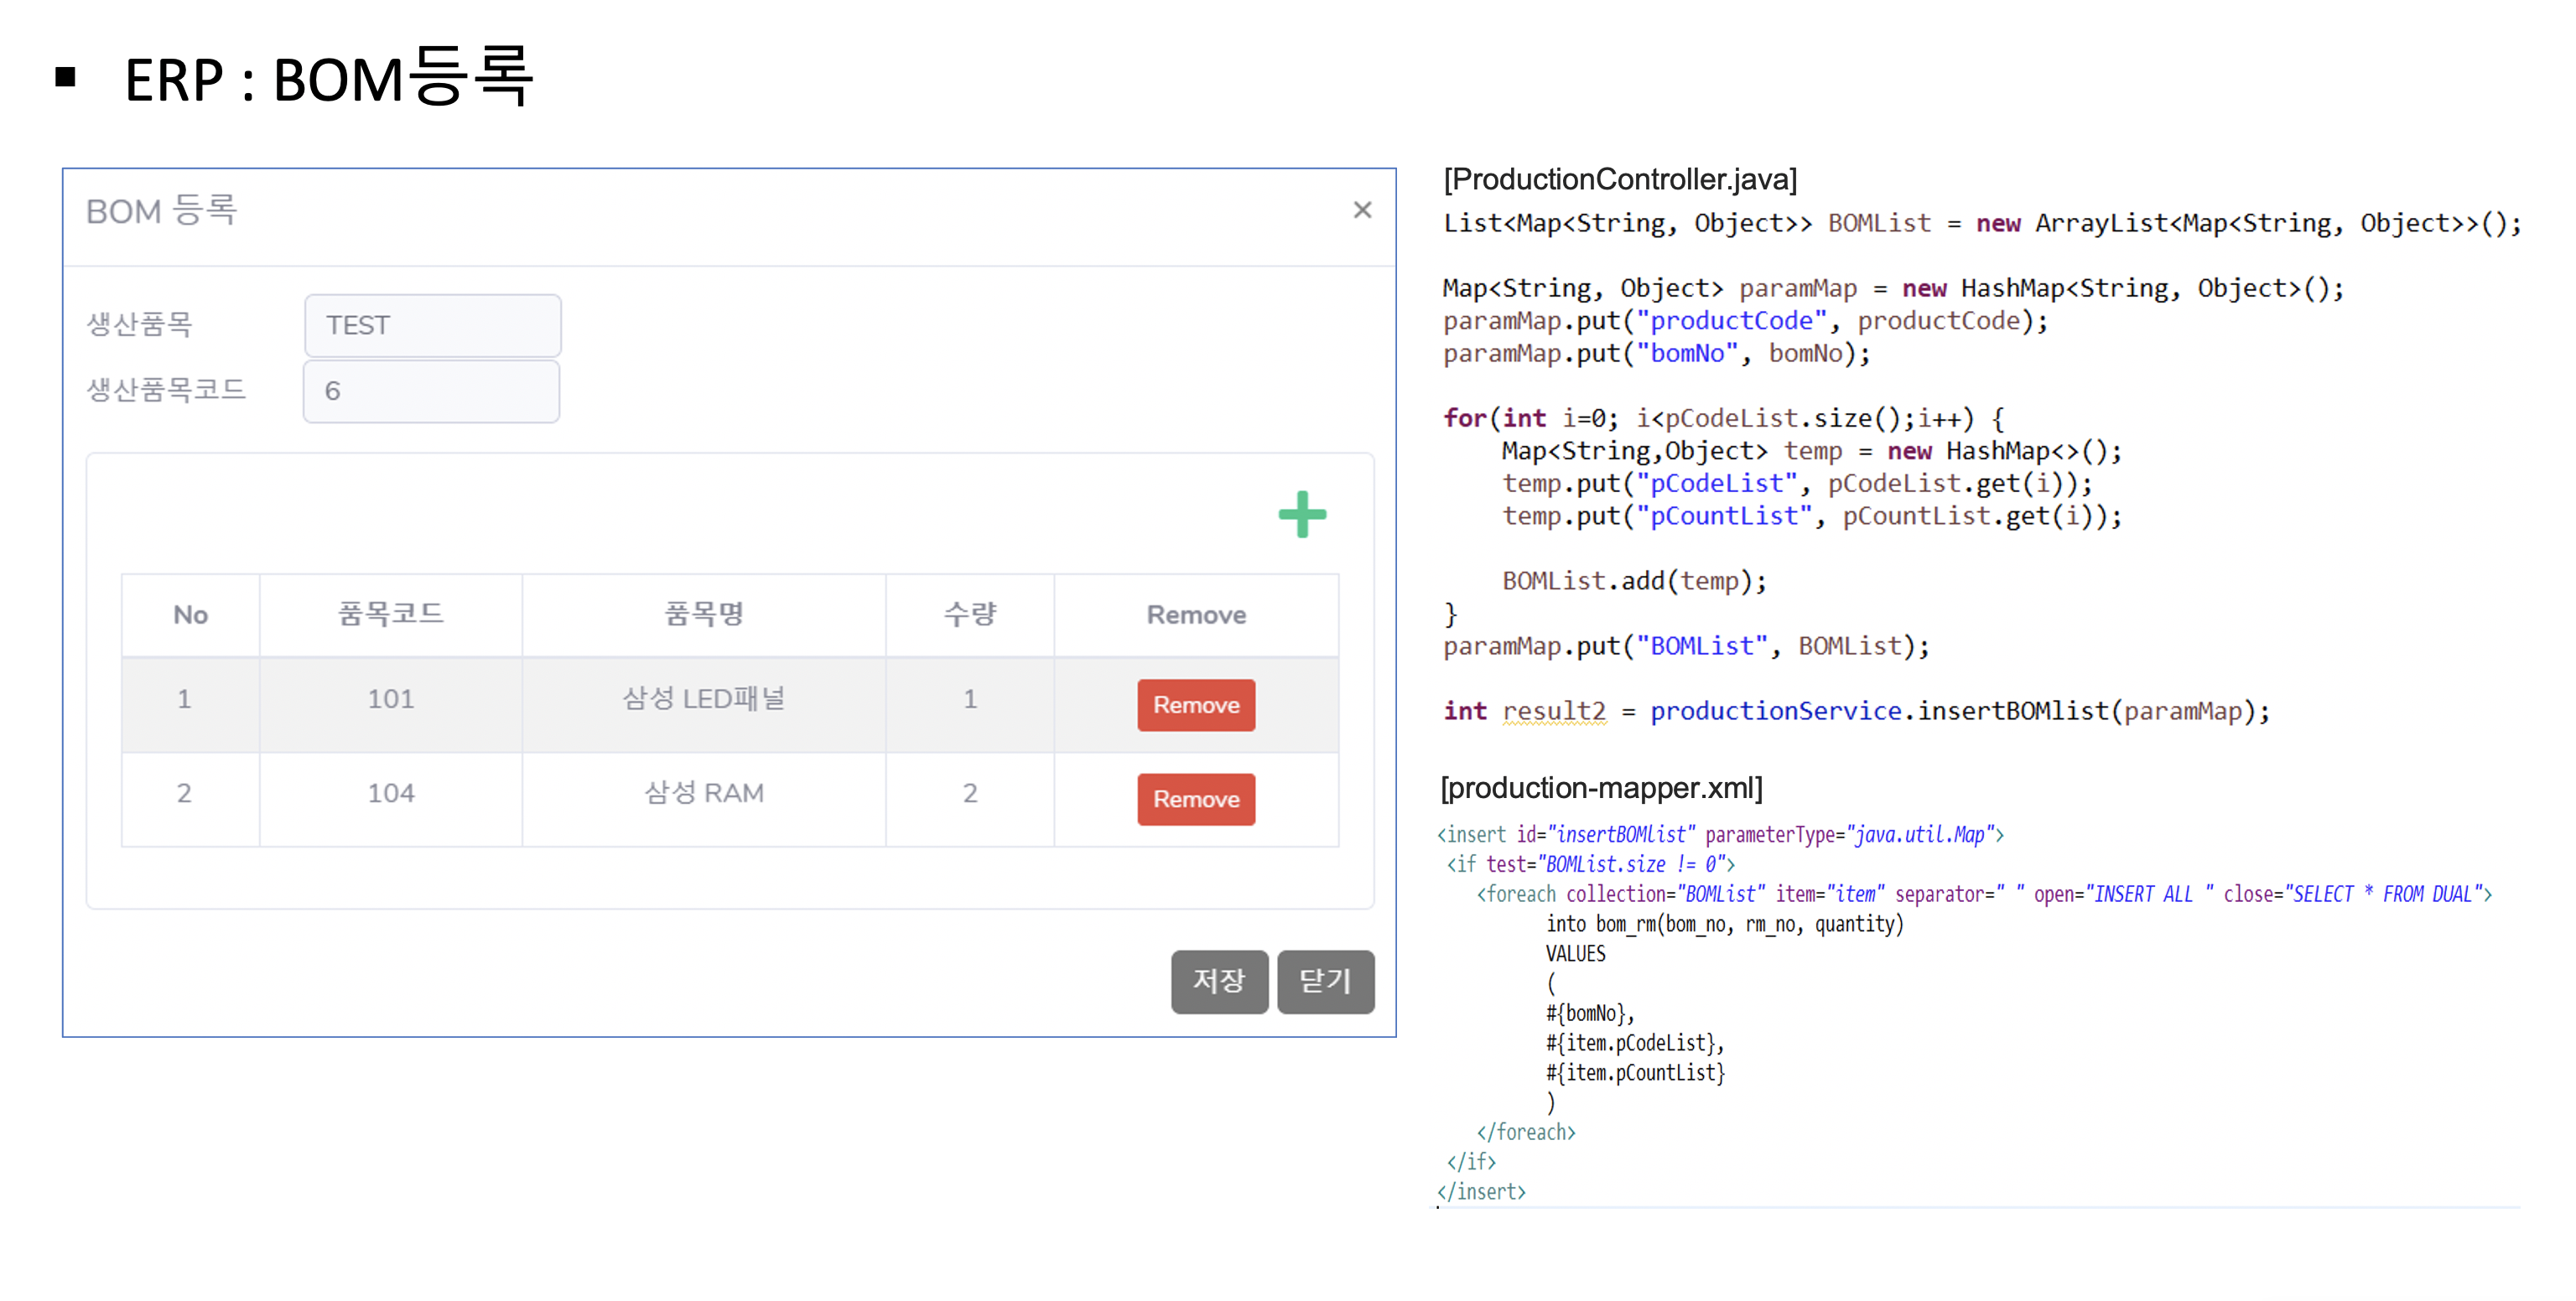 ▪ ERP : BOM등록
BOM 등록 ×
생산품목 TEST
생산품목코드 6
No 품목코드 품목명 수량 Remove
1 101 삼성 LED패널 1 Remove
2 104 삼성 RAM 2 Remove
저장 닫기
[ProductionController.java]
List<Map<String, Object>> BOMList = new ArrayList<Map<String, Object>>();
Map<String, Object> paramMap = new HashMap<String, Object>();
paramMap.put("productCode", productCode);
paramMap.put("bomNo", bomNo);
for(int i=0; i<pCodeList.size();i++) {
Map<String,Object> temp = new HashMap<>();
temp.put("pCodeList", pCodeList.get(i));
temp.put("pCountList", pCountList.get(i));
BOMList.add(temp);
}
paramMap.put("BOMList", BOMList);
int result2 = productionService.insertBOMlist(paramMap);
[production-mapper.xml]
<insert id="insertBOMlist" parameterType="java.util.Map">
<if test="BOMList.size != 0">
<foreach collection="BOMList" item="item" separator=" " open="INSERT ALL " close="SELECT * FROM DUAL">
into bom_rm(bom_no, rm_no, quantity)
VALUES
(
#{bomNo},
#{item.pCodeList},
#{item.pCountList}
)
</foreach>
</if>
</insert>